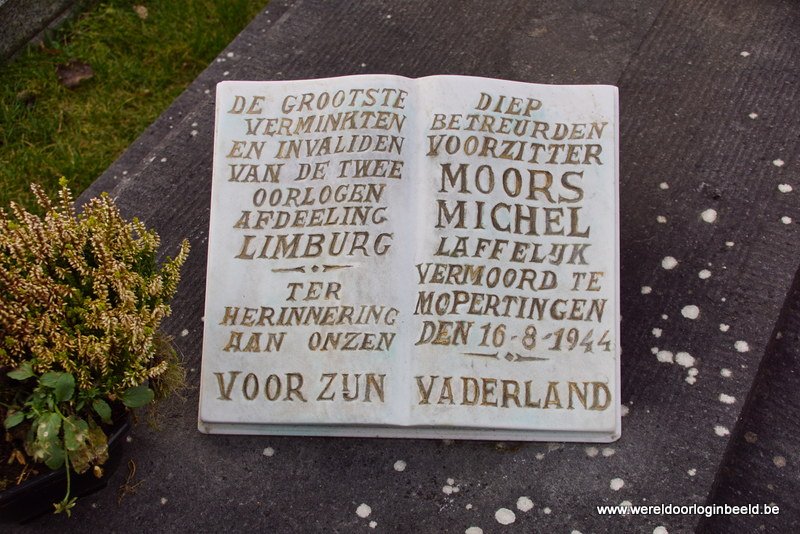 DE GROOTSTE
VERMINKTEN
EN INVALIDEN
VAN DE TWEE
OORLOGEN
AFDEELING
LIMBURG
TER
HERINNERING
AAN ONZEN
VOOR ZIJN
DIEP
BETREURDEN
VOORZITTER
MOORS
MICHEL
LAFFELIJK
VERMOORD TE
MOPERTINGEN
DEN 16-8-1944
VADERLAND
www.wereldoorloginbeeld.be